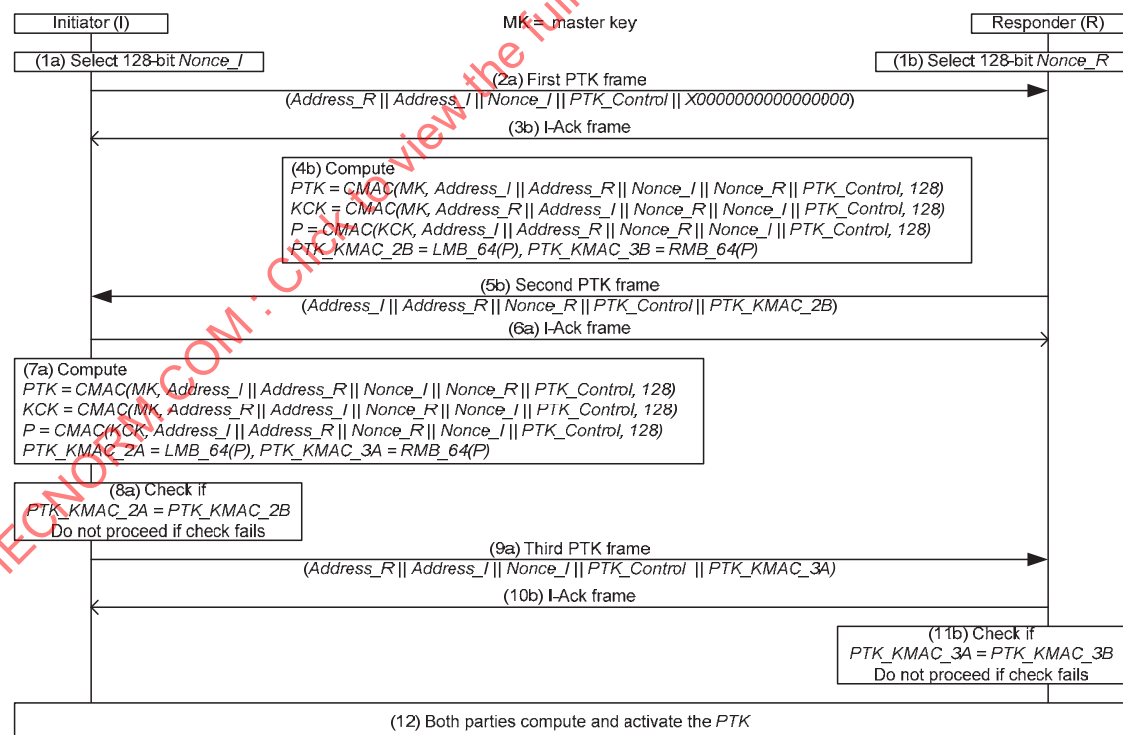 Initiator (I)
MK = master key
Responder (R)
(1a) Select 128-bit Nonce_I
(1b) Select 128-bit Nonce_R
(2a) First PTK frame
(Address_R || Address_I || Nonce_I || PTK_Control || X0000000000000000)
(3b) I-Ack frame
(4b) Compute
PTK = CMAC(MK, Address_I || Address_R || Nonce_I || Nonce_R || PTK_Control, 128)
KCK = CMAC(MK, Address_R || Address_I || Nonce_R || Nonce_I || PTK_Control, 128)
P = CMAC(KCK, Address_I || Address_R || Nonce_R || Nonce_I || PTK_Control, 128)
PTK_KMAC_2B = LMB_64(P), PTK_KMAC_3B = RMB_64(P)
(5b) Second PTK frame
(Address_I || Address_R || Nonce_R || PTK_Control || PTK_KMAC_2B)
(6a) I-Ack frame
(7a) Compute
PTK = CMAC(MK, Address_I || Address_R || Nonce_I || Nonce_R || PTK_Control, 128)
KCK = CMAC(MK, Address_R || Address_I || Nonce_R || Nonce_I || PTK_Control, 128)
P = CMAC(KCK, Address_I || Address_R || Nonce_R || Nonce_I || PTK_Control, 128)
PTK_KMAC_2A = LMB_64(P), PTK_KMAC_3A = RMB_64(P)
(8a) Check if
PTK_KMAC_2A = PTK_KMAC_2B
Do not proceed if check fails
(9a) Third PTK frame
(Address_R || Address_I || Nonce_I || PTK_Control || PTK_KMAC_3A)
(10b) I-Ack frame
(11b) Check if
PTK_KMAC_3A = PTK_KMAC_3B
Do not proceed if check fails
(12) Both parties compute and activate the PTK
IECNORM.COM : Click to view the full